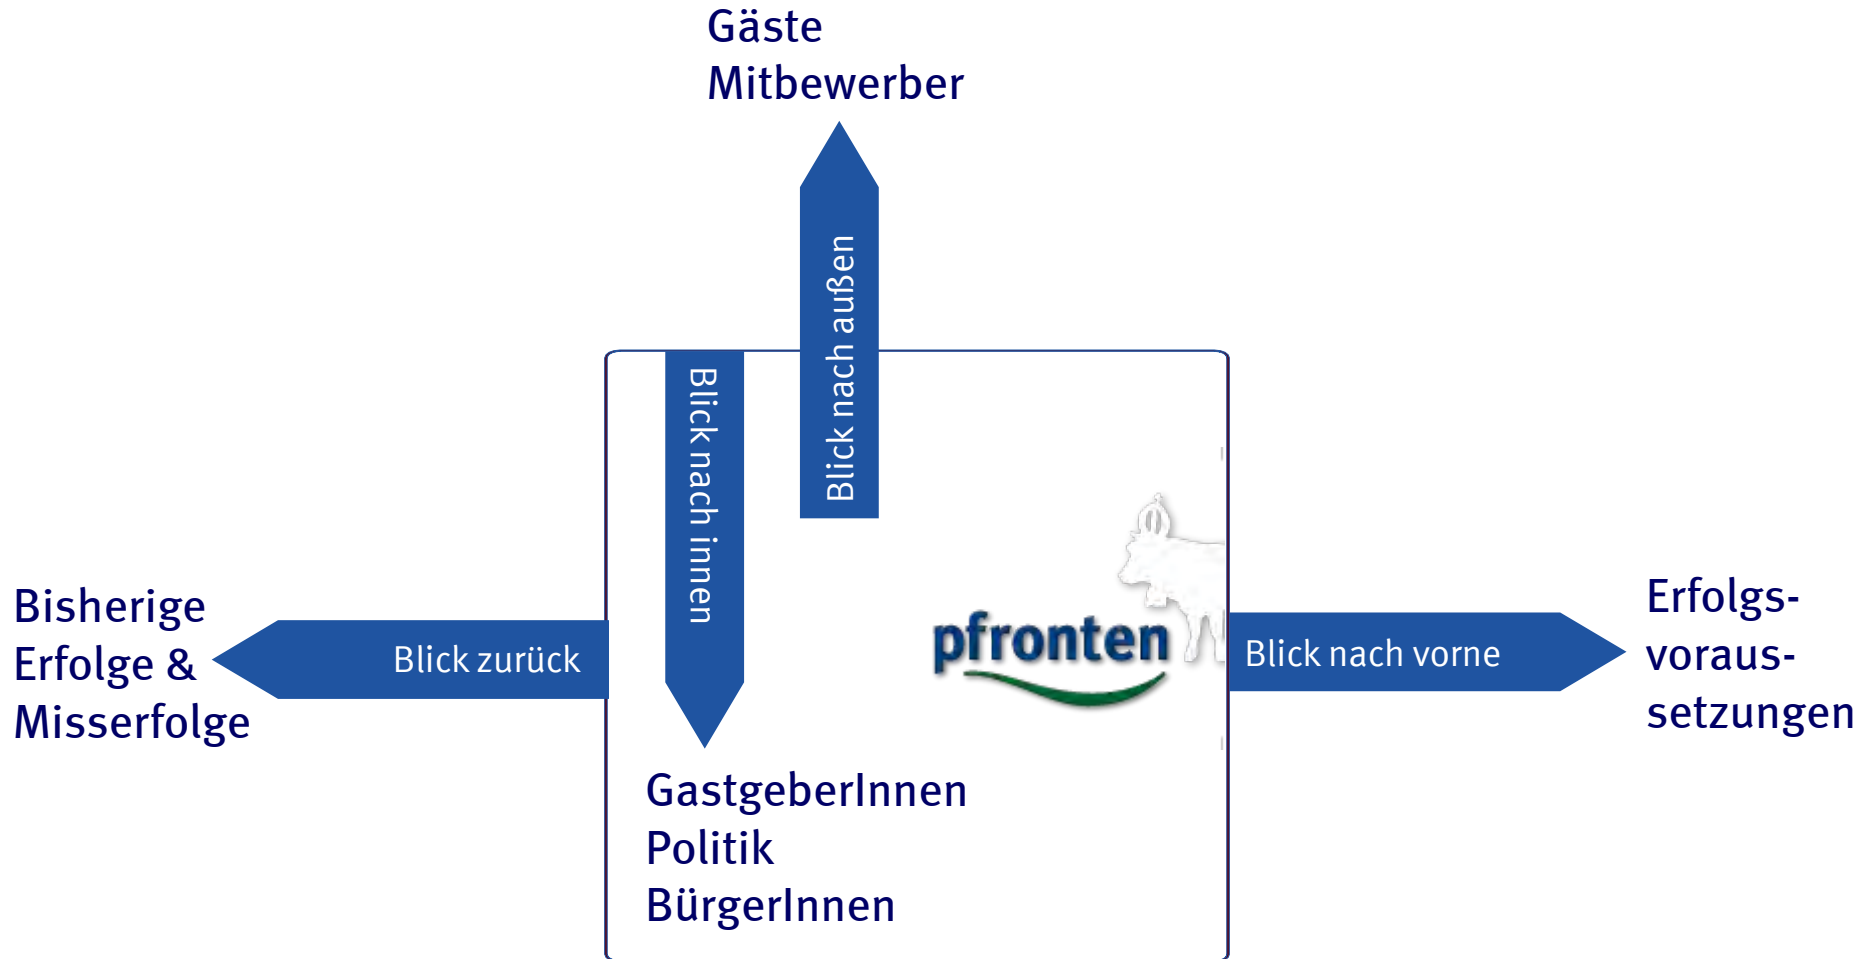 Gäste
Mitbewerber
Blick nach außen
Blick nach innen
Bisherige
Erfolge &
Misserfolge
Blick zurück
pfronten
Blick nach vorne
Erfolgs-
voraus-
setzungen
GastgeberInnen
Politik
BürgerInnen